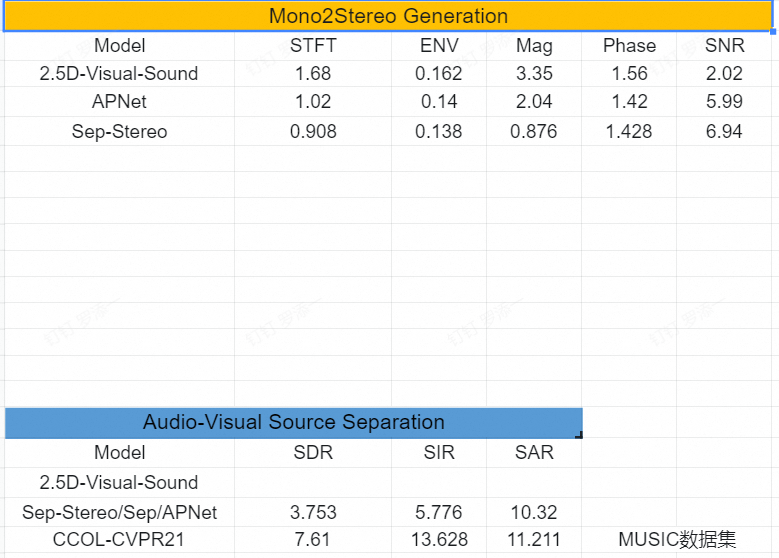 Mono2Stereo Generation
Model STFT ENV Mag Phase SNR
2.5D-Visual-Sound 1.68 0.162 3.35 1.56 2.02
APNet 1.02 0.14 2.04 1.42 5.99
Sep-Stereo 0.908 0.138 0.876 1.428 6.94
Audio-Visual Source Separation
Model SDR SIR SAR
2.5D-Visual-Sound
Sep-Stereo/Sep/APNet 3.753 5.776 10.32
CCOL-CVPR21 7.61 13.628 11.211 MUSIC数据集